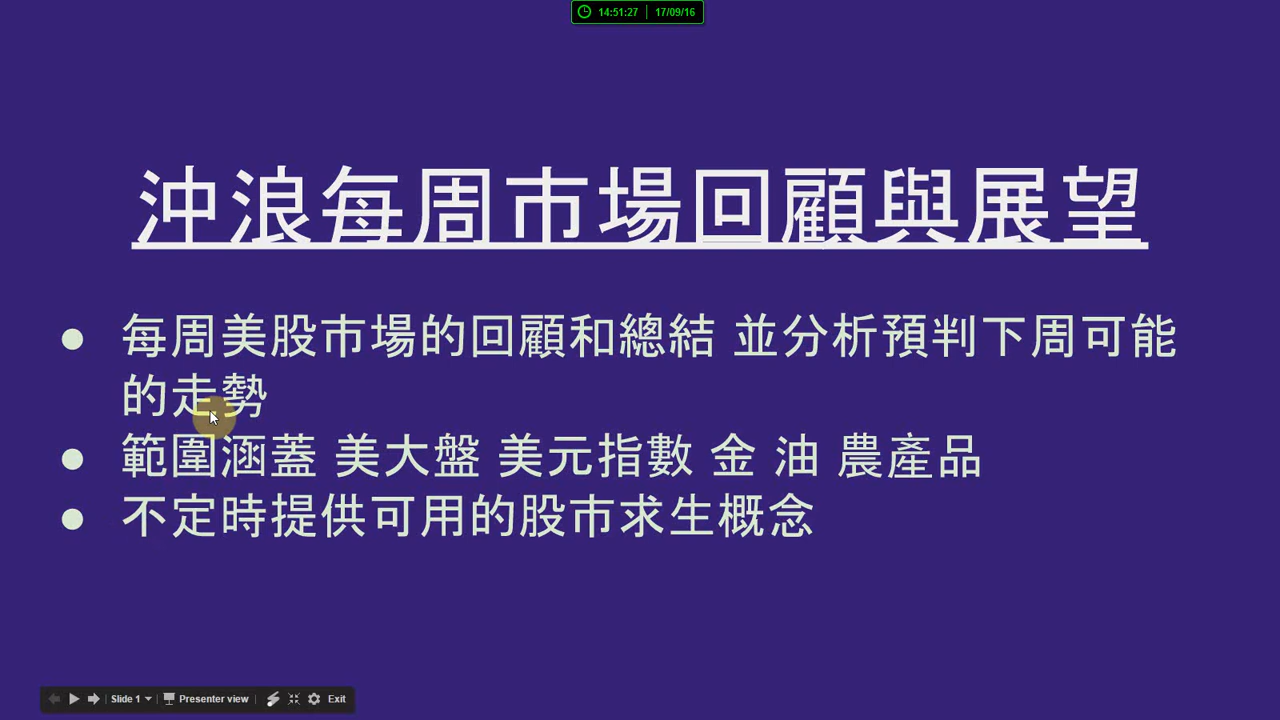 14:51:27 17/09/16
沖浪每周市場回顧與展望
● 每周美股市場的回顧和總結 並分析預判下周可能
的走勢
● 範圍涵蓋 美大盤 美元指數 金 油 農產品
● 不定時提供可用的股市求生概念
Slide 1 Presenter view Exit